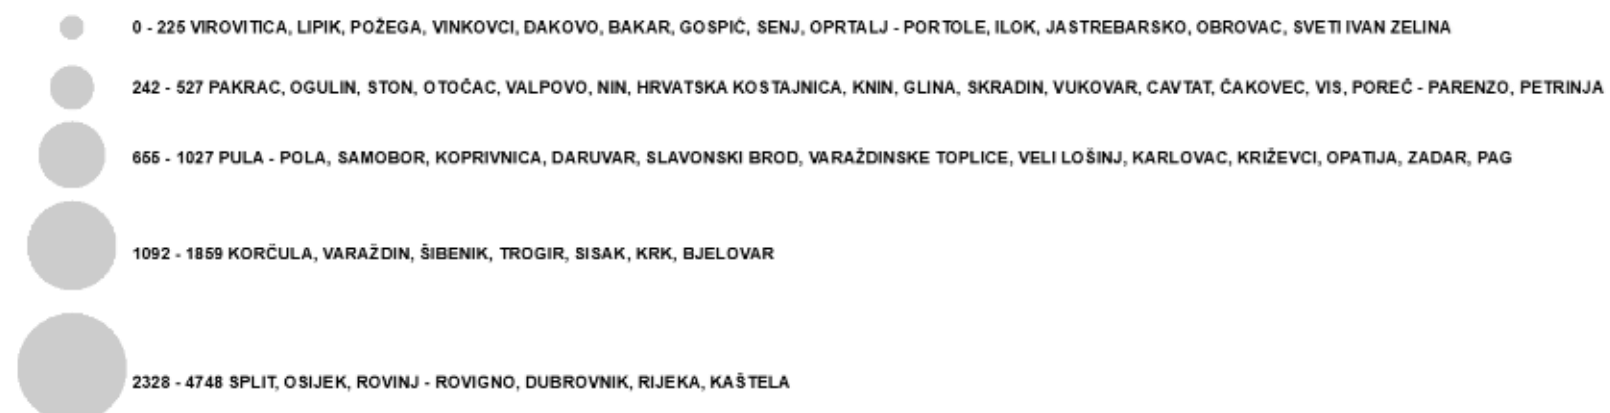 0 - 225 VIROVITICA, LIPIK, POŽEGA, VINKOVCI, DAKOVO, BAKAR, GOSPIĆ, SENJ, OPRTALJ - PORTOLE, ILOK, JASTREBARSKO, OBROVAC, SVETI IVAN ZELINA
242 - 527 PAKRAC, OGULIN, STON, OTOČAC, VALPOVO, NIN, HRVATSKA KOSTAJNICA, KNIN, GLINA, SKRADIN, VUKOVAR, CAVTAT, ČAKOVEC, VIS, POREČ - PARENZO, PETRINJA
655 - 1027 PULA - POLA, SAMOBOR, KOPRIVNICA, DARUVAR, SLAVONSKI BROD, VARAŽDINSKE TOPLICE, VELI LOŠINJ, KARLOVAC, KRIŽEVCI, OPATIJA, ZADAR, PAG
1092 - 1859 KORČULA, VARAŽDIN, ŠIBENIK, TROGIR, SISAK, KRK, BJELOVAR
2328 - 4748 SPLIT, OSIJEK, ROVINJ - ROVIGNO, DUBROVNIK, RIJEKA, KAŠTELA